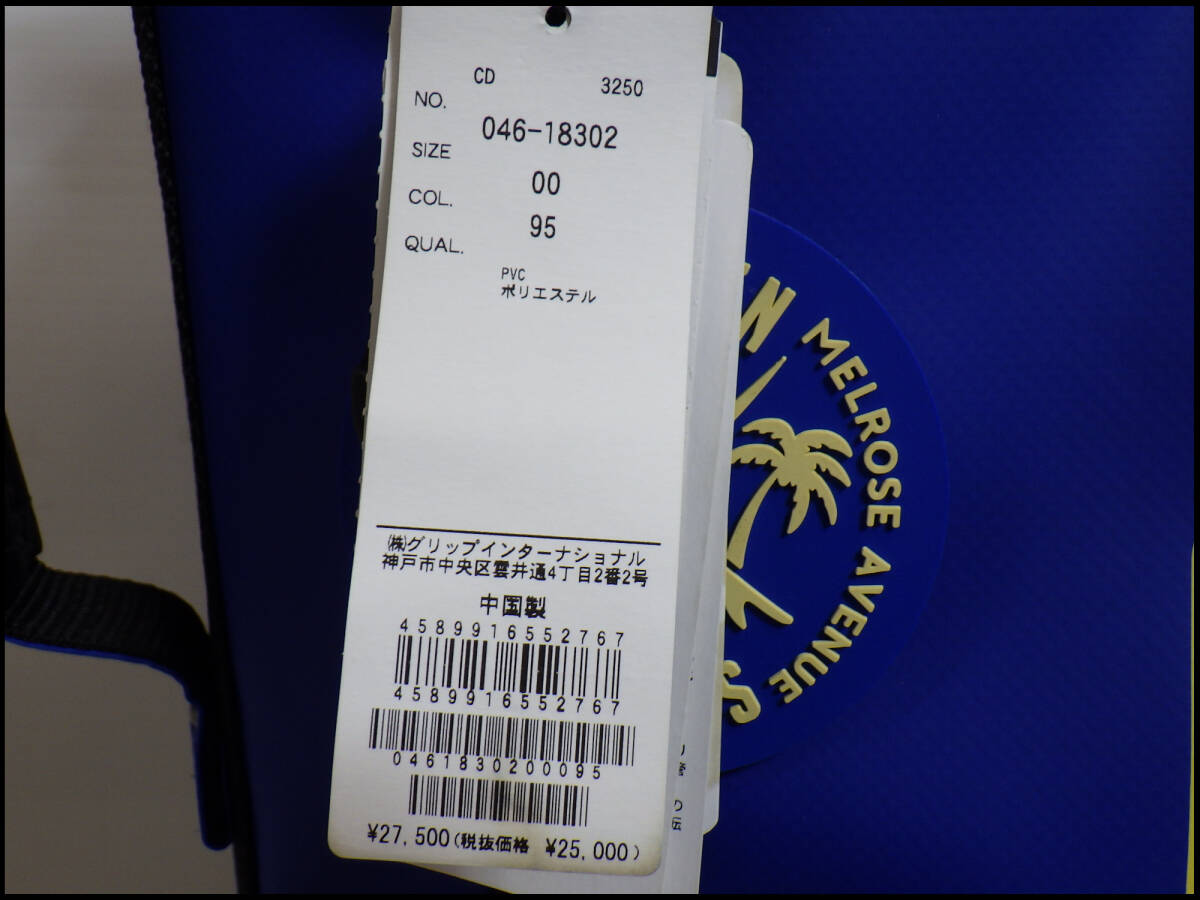 CD 3250
NO. 046-18302
SIZE 00
COL. 95
QUAL.
PVC
ポリエステル
㈱グリップインターナショナル
神戸市中央区雲井通4丁目2番2号
中国製
4589916552767
4589916552767
0461830200095
¥27,500(税抜価格 ¥25,000)
MELROSE AVENUE